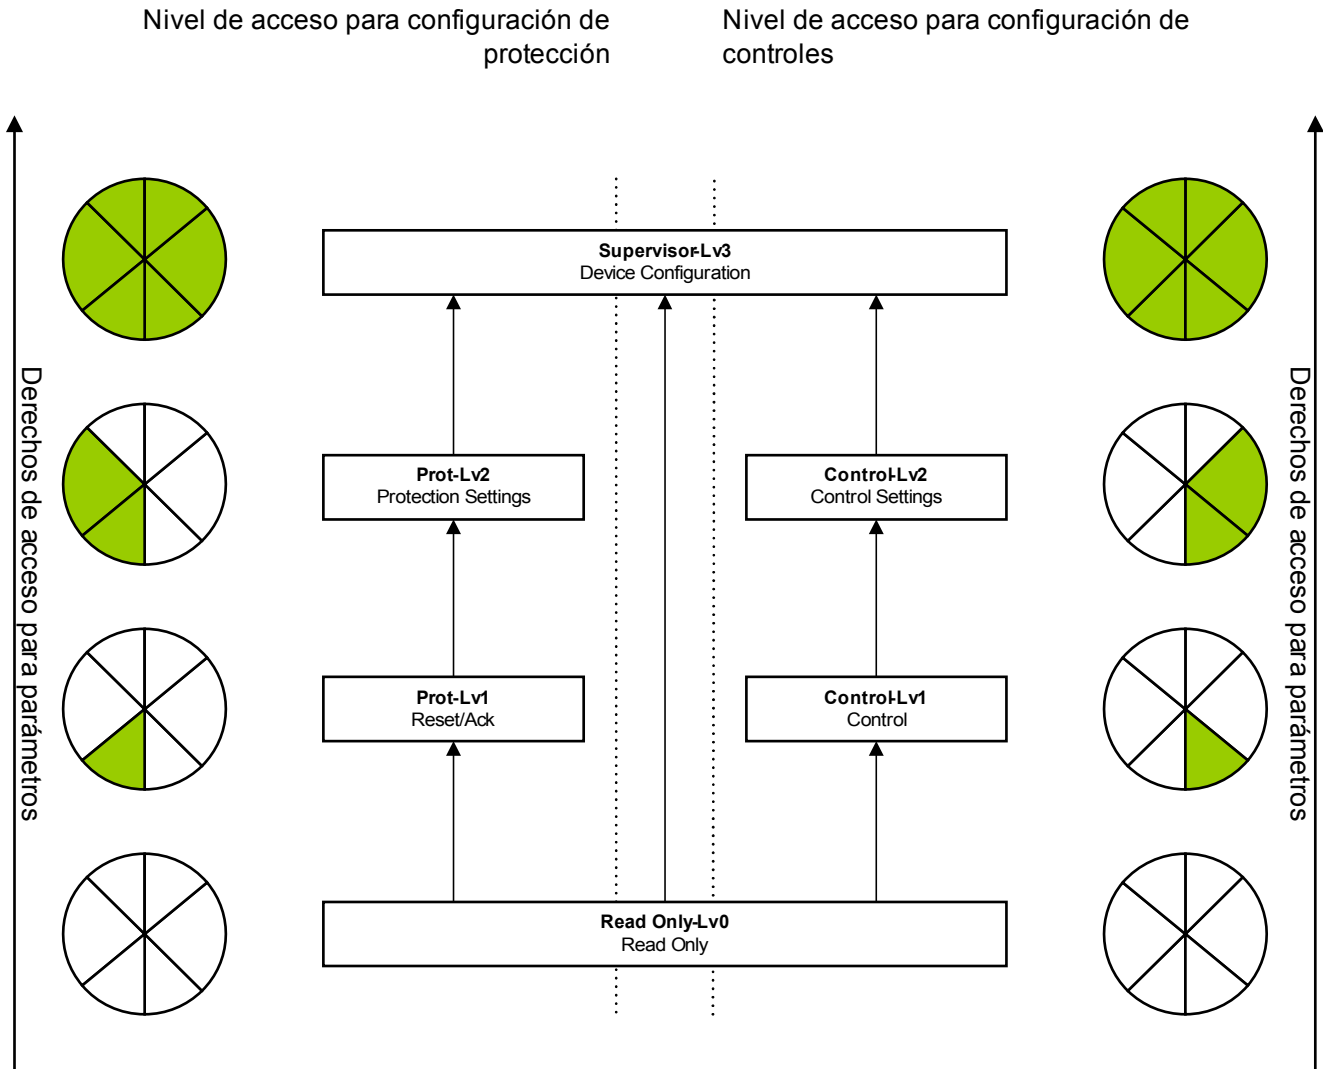 Nivel de acceso para configuración de
protección
Nivel de acceso para configuración de
controles
Derechos de acceso para parámetros
Supervisor-Lv3
Device Configuration
Prot-Lv2
Protection Settings
Control-Lv2
Control Settings
Prot-Lv1
Reset/Ack
Control-Lv1
Control
Read Only-Lv0
Read Only
Derechos de acceso para parámetros